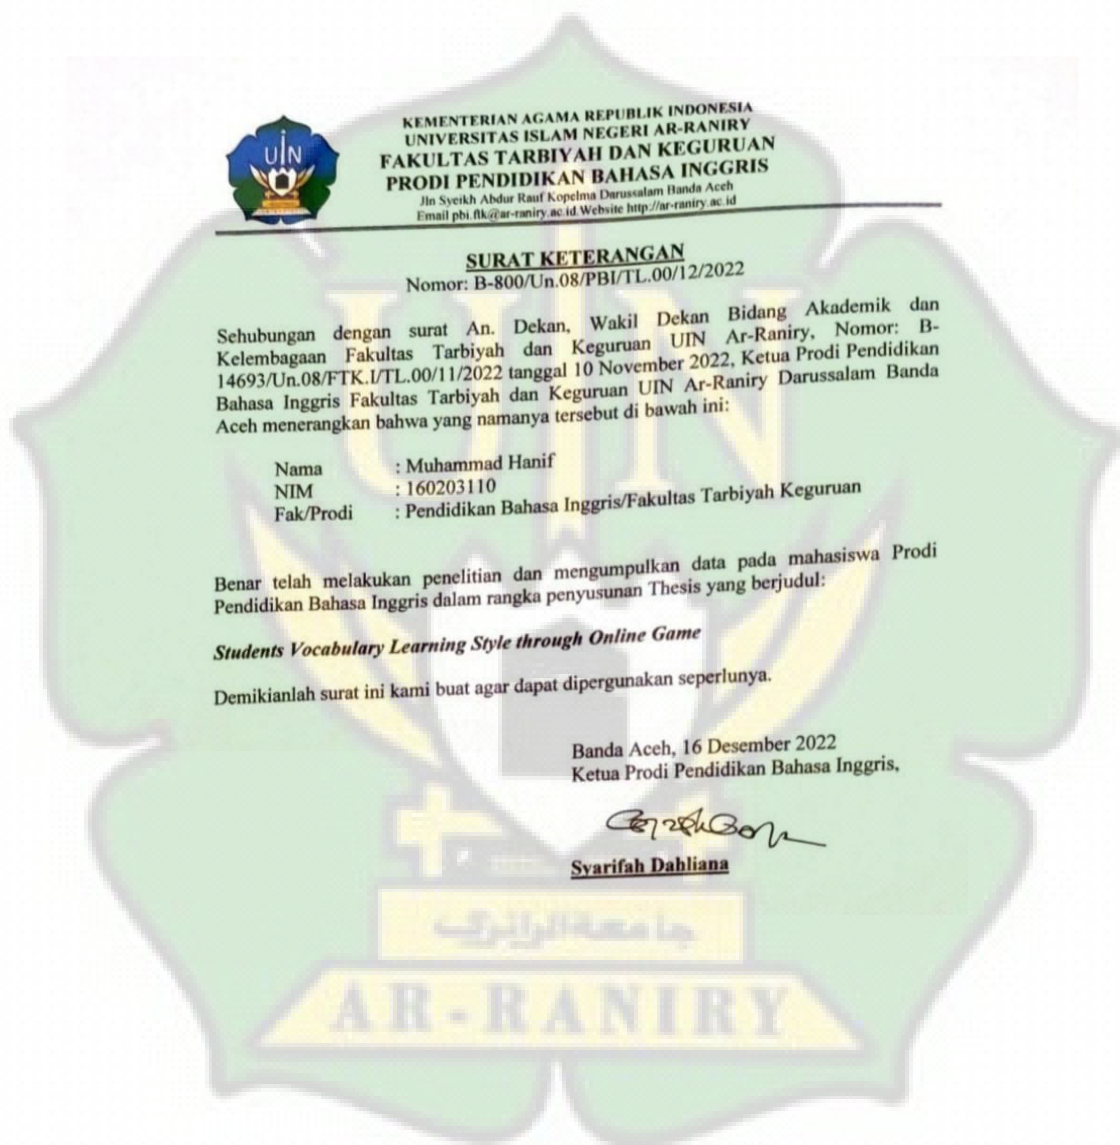 KEMENTERIAN AGAMA REPUBLIK INDONESIA
UNIVERSITAS ISLAM NEGERI AR-RANIRY
FAKULTAS TARBIYAH DAN KEGURUAN
PRODI PENDIDIKAN BAHASA INGGRIS
Jln Syeikh Abdur Rauf Kopelma Darussalam Banda Aceh
Email pbi.ftk@ar-raniry.ac.id.Website http://ar-raniry.ac.id
UIN
SURAT KETERANGAN
Nomor: B-800/Un.08/PBI/TL.00/12/2022
Sehubungan dengan surat An. Dekan, Wakil Dekan Bidang Akademik dan
Kelembagaan Fakultas Tarbiyah dan Keguruan UIN Ar-Raniry, Nomor: B-
14693/Un.08/FTK.I/TL.00/11/2022 tanggal 10 November 2022, Ketua Prodi Pendidikan
Bahasa Inggris Fakultas Tarbiyah dan Keguruan UIN Ar-Raniry Darussalam Banda
Aceh menerangkan bahwa yang namanya tersebut di bawah ini:
Nama : Muhammad Hanif
NIM : 160203110
Fak/Prodi : Pendidikan Bahasa Inggris/Fakultas Tarbiyah Keguruan
Benar telah melakukan penelitian dan mengumpulkan data pada mahasiswa Prodi
Pendidikan Bahasa Inggris dalam rangka penyusunan Thesis yang berjudul:
Students Vocabulary Learning Style through Online Game
Demikianlah surat ini kami buat agar dapat dipergunakan seperlunya.
Banda Aceh, 16 Desember 2022
Ketua Prodi Pendidikan Bahasa Inggris,
Syarifah Dahliana
UIN
جامعة الرانري
AR-RANIRY